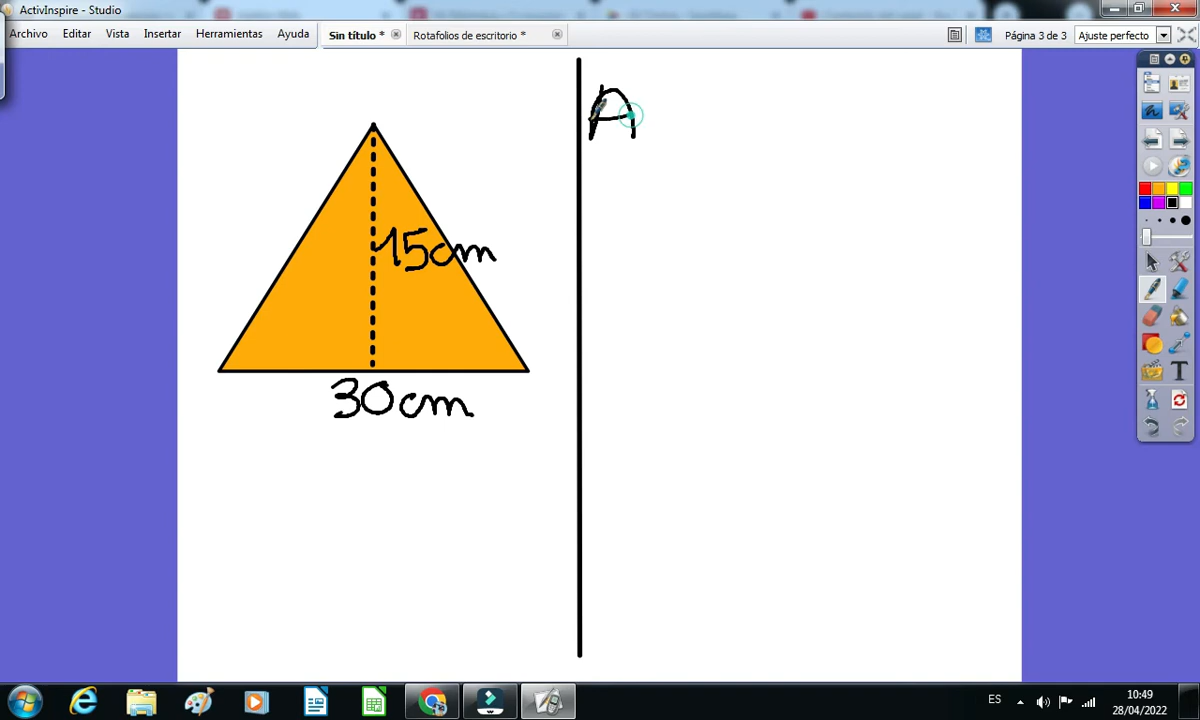 ActivInspire - Studio
Archivo Editar Vista Insertar Herramientas Ayuda Sin título * Rotafolios de escritorio * Página 3 de 3 Ajuste perfecto
A
15cm
30cm
T
ES 10:49
28/04/2022